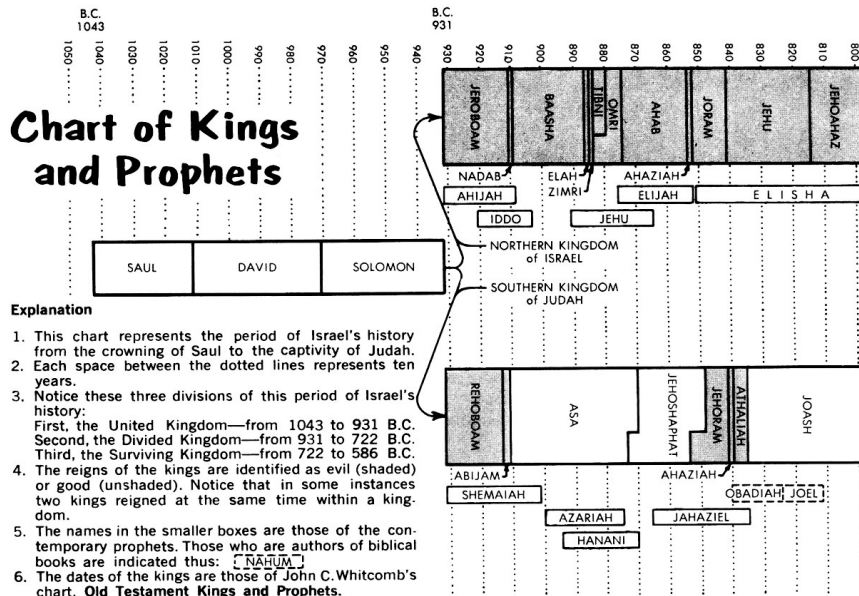 B.C.
1043
B.C.
931
1050
1040
1030
1020
1010
1000
990
980
970
960
950
940
930
920
910
900
890
880
870
860
850
840
830
820
810
800
Chart of Kings
and Prophets
JEROBOAM
BAASHA
TIBNI
OMRI
AHAB
JORAM
JEHU
JEHOAHAZ
NADAB
ELAH
ZIMRI
AHAZIAH
AHIJAH
ELIJAH
ELISHA
IDDO
JEHU
NORTHERN KINGDOM
of ISRAEL
SAUL
DAVID
SOLOMON
SOUTHERN KINGDOM
of JUDAH
Explanation
1. This chart represents the period of Israel's history
from the crowning of Saul to the captivity of Judah.
2. Each space between the dotted lines represents ten
years.
3. Notice these three divisions of this period of Israel's
history:
First, the United Kingdom—from 1043 to 931 B.C.
Second, the Divided Kingdom—from 931 to 722 B.C.
Third, the Surviving Kingdom—from 722 to 586 B.C.
4. The reigns of the kings are identified as evil (shaded)
or good (unshaded). Notice that in some instances
two kings reigned at the same time within a king-
dom.
5. The names in the smaller boxes are those of the con-
temporary prophets. Those who are authors of biblical
books are indicated thus: NAHUM
6. The dates of the kings are those of John C. Whitcomb's
chart, Old Testament Kings and Prophets.
REHOBOAM
ASA
JEHOSHAPHAT
JEHORAM
ATHALIAH
JOASH
ABIJAM
AHAZIAH
SHEMAIAH
OBADIAH
JOEL
AZARIAH
JAHAZIEL
HANANI